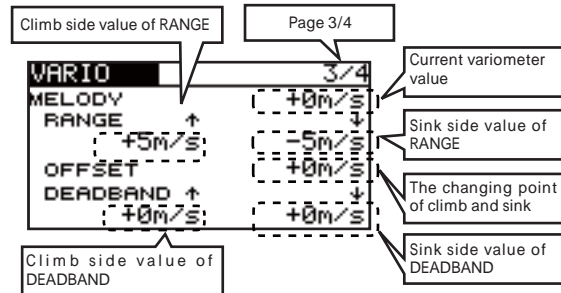 Climb side value of RANGE
Page 3/4
VARIO 3/4
MELODY +0m/s
RANGE ↑ ↓
+5m/s -5m/s
OFFSET +0m/s
DEADBAND ↑ ↓
+0m/s +0m/s
Current variometer
value
Sink side value of
RANGE
The changing point
of climb and sink
Sink side value of
DEADBAND
Climb side value of
DEADBAND